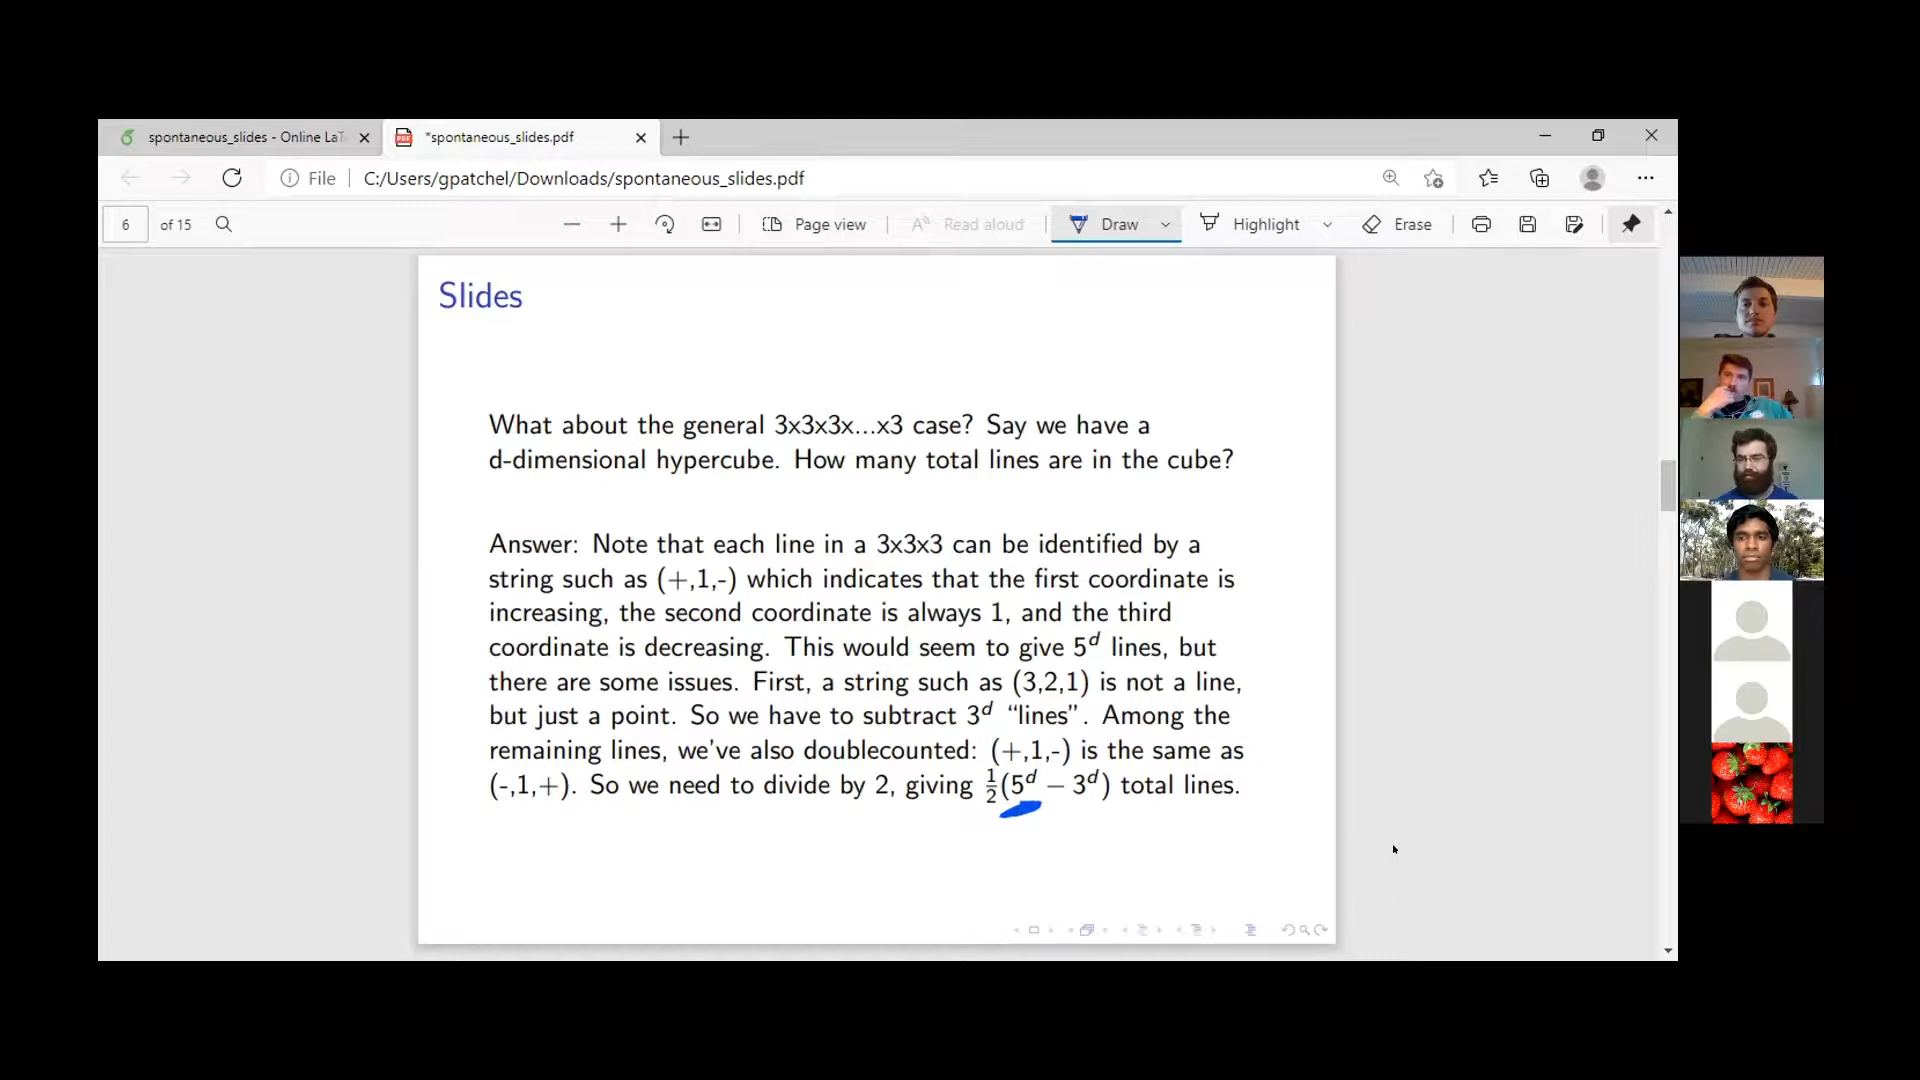 spontaneous_slides - Online LaT
*spontaneous_slides.pdf
File
C:/Users/gpatchel/Downloads/spontaneous_slides.pdf
6 of 15
Page view
Read aloud
Draw
Highlight
Erase
Slides
What about the general 3x3x3x...x3 case? Say we have a
d-dimensional hypercube. How many total lines are in the cube?
Answer: Note that each line in a 3x3x3 can be identified by a
string such as (+,1,-) which indicates that the first coordinate is
increasing, the second coordinate is always 1, and the third
coordinate is decreasing. This would seem to give 5^d lines, but
there are some issues. First, a string such as (3,2,1) is not a line,
but just a point. So we have to subtract 3^d “lines”. Among the
remaining lines, we've also doublecounted: (+,1,-) is the same as
(-,1,+). So we need to divide by 2, giving ½(5^d − 3^d) total lines.